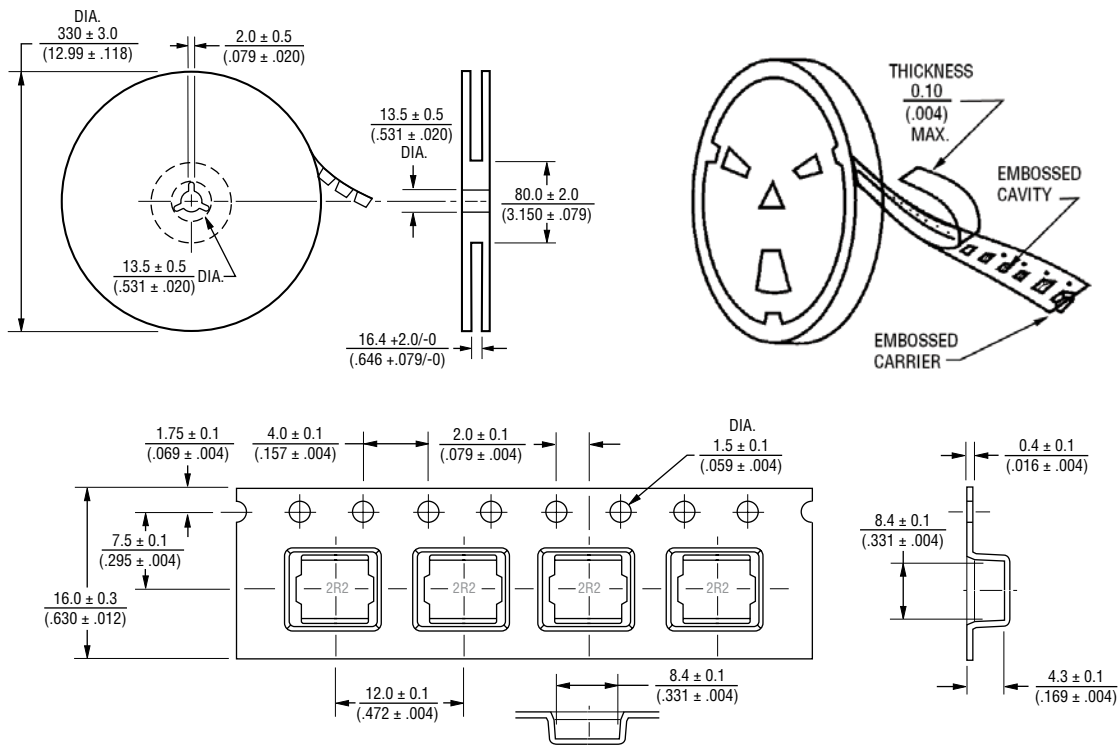 DIA.
330 ± 3.0
(12.99 ± .118)
2.0 ± 0.5
(.079 ± .020)
13.5 ± 0.5
(.531 ± .020)
DIA.
80.0 ± 2.0
(3.150 ± .079)
13.5 ± 0.5
(.531 ± .020)
DIA.
16.4 +2.0/-0
(.646 +.079/-0)
THICKNESS
0.10
(.004)
MAX.
EMBOSSED
CAVITY
EMBOSSED
CARRIER
1.75 ± 0.1
(.069 ± .004)
4.0 ± 0.1
(.157 ± .004)
2.0 ± 0.1
(.079 ± .004)
DIA.
1.5 ± 0.1
(.059 ± .004)
0.4 ± 0.1
(.016 ± .004)
7.5 ± 0.1
(.295 ± .004)
8.4 ± 0.1
(.331 ± .004)
16.0 ± 0.3
(.630 ± .012)
2R2 2R2 2R2 2R2
12.0 ± 0.1
(.472 ± .004)
8.4 ± 0.1
(.331 ± .004)
4.3 ± 0.1
(.169 ± .004)